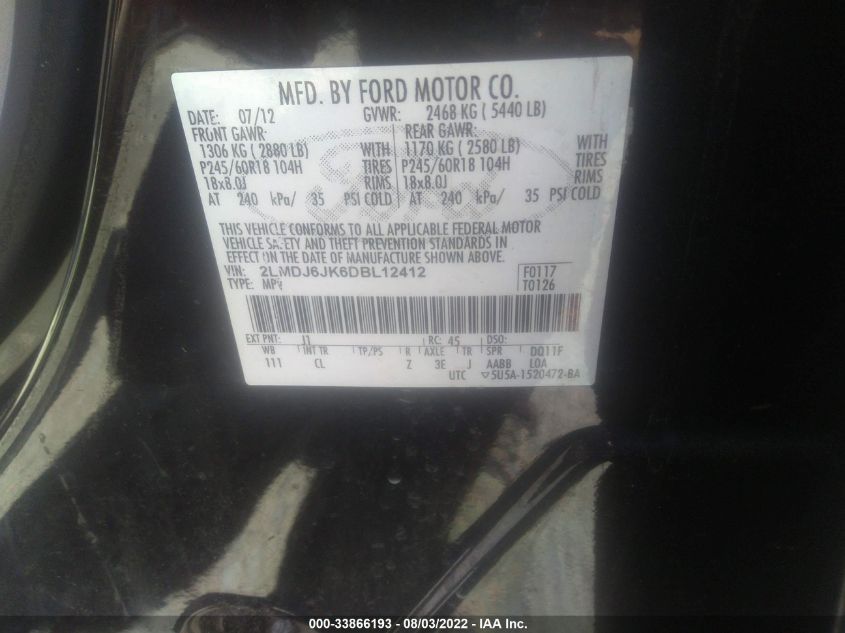 MFD. BY FORD MOTOR CO.
DATE: 07/12 GVWR: 2468 KG ( 5440 LB)
FRONT GAWR: REAR GAWR:
1306 KG ( 2880 LB) WITH 1170 KG ( 2580 LB) WITH
P245/60R18 104H TIRES P245/60R18 104H TIRES
18x8.0J RIMS 18x8.0J RIMS
AT 240 kPa/ 35 PSI COLD AT 240 kPa/ 35 PSI COLD
THIS VEHICLE CONFORMS TO ALL APPLICABLE FEDERAL MOTOR
VEHICLE SAFETY AND THEFT PREVENTION STANDARDS IN
EFFECT ON THE DATE OF MANUFACTURE SHOWN ABOVE.
VIN: 2LMDJ6JK6DBL12412 F0117
TYPE: MPV T0126
EXT PNT: J1 RC: 45 DSO:
WB INT TR TP/PS R AXLE TR SPR DQ11F
111 CL Z 3E J AABB LOA
UTC ▽5U5A-1520472-BA
000-33866193 - 08/03/2022 - IAA Inc.